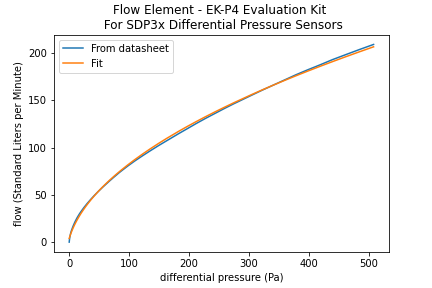 Flow Element - EK-P4 Evaluation Kit
For SDP3x Differential Pressure Sensors
From datasheet
Fit
flow (Standard Liters per Minute)
200
150
100
50
0
0 100 200 300 400 500
differential pressure (Pa)